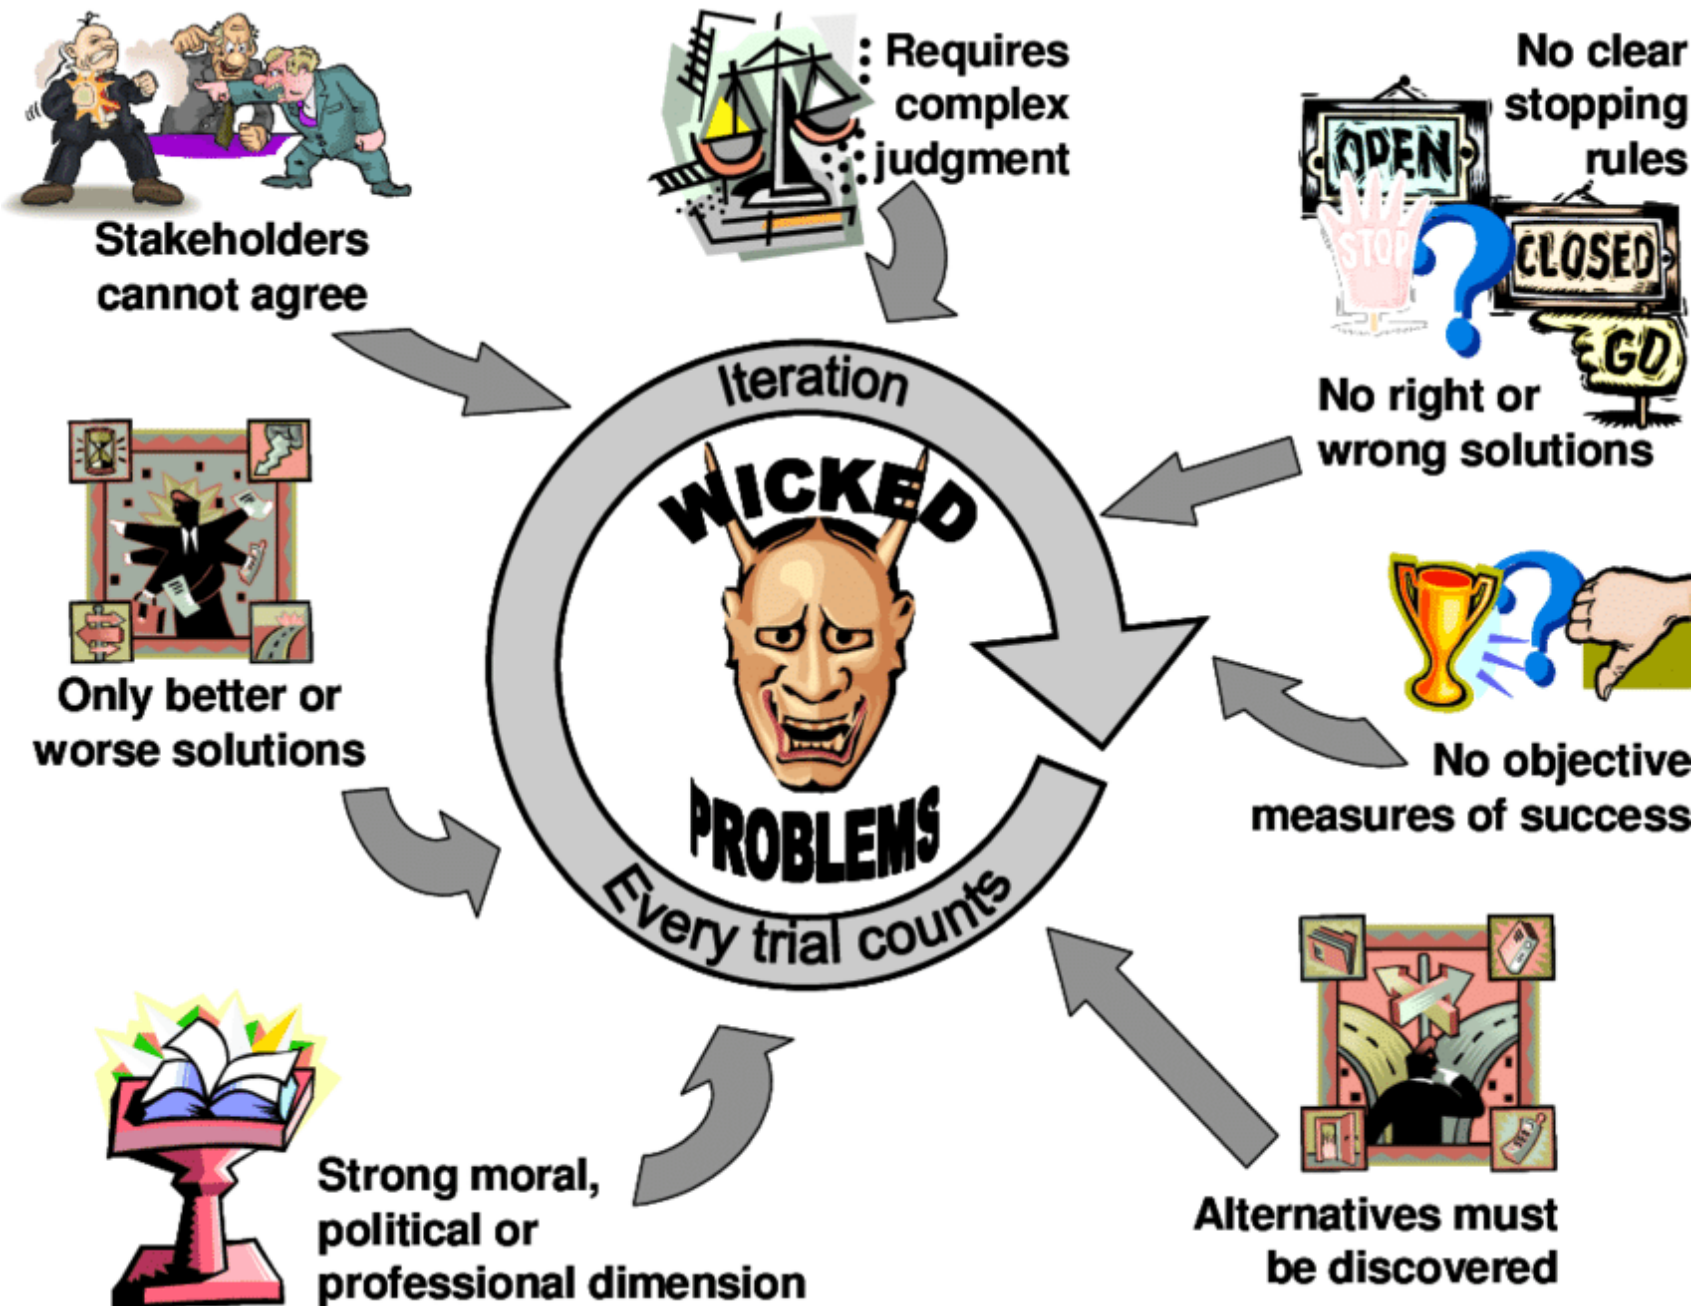 Stakeholders
cannot agree
Requires
complex
judgment
No clear
stopping
rules
OPEN
STOP
CLOSED
GO
No right or
wrong solutions
Iteration
WICKED
PROBLEMS
Every trial counts
Only better or
worse solutions
No objective
measures of success
Strong moral,
political or
professional dimension
Alternatives must
be discovered